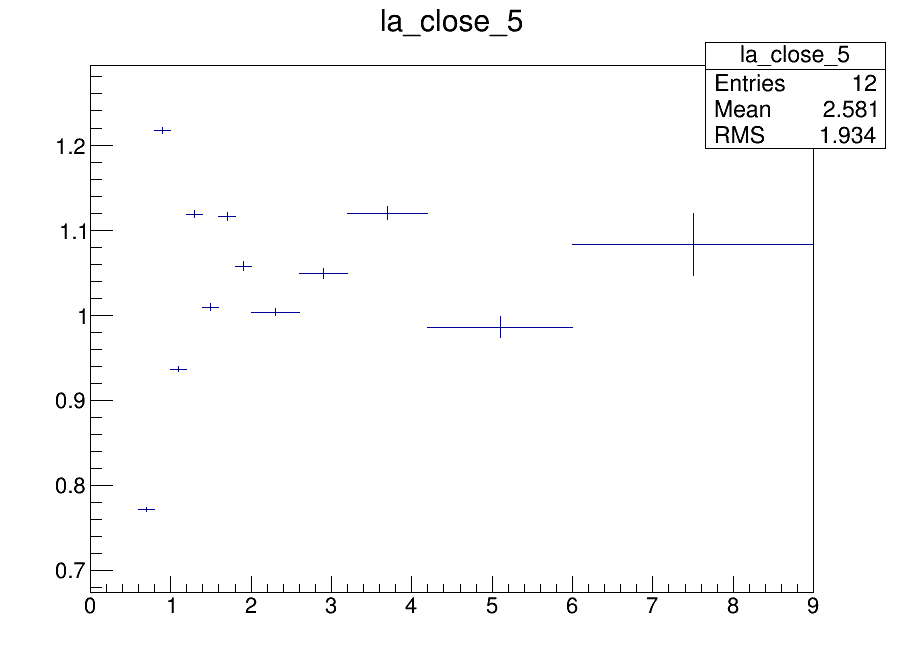 la_close_5
la_close_5
Entries 12
Mean 2.581
RMS 1.934
1.2
1.1
1
0.9
0.8
0.7
0 1 2 3 4 5 6 7 8 9